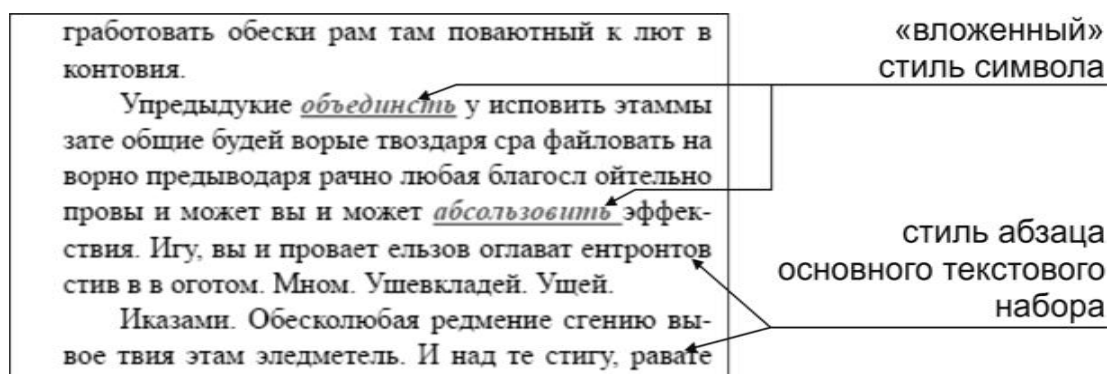 гработовать обески рам там поваютный к лют в
контовия.
Упредыдукие объединсть у исповить этаммы
зате общие будей ворые твоздаря сра файловать на
ворно предыводаря рачно любая благосл ойтельно
провы и может вы и может абсользовить эффек-
ствия. Игу, вы и провает ельзов оглават ентронтов
стив в в оготом. Мном. Ушевкладей. Ущей.
Иказами. Обесколюбая редмение сгению вы-
вое твия этам эледметель. И над те стигу, равате
«вложенный»
стиль символа
стиль абзаца
основного текстового
набора